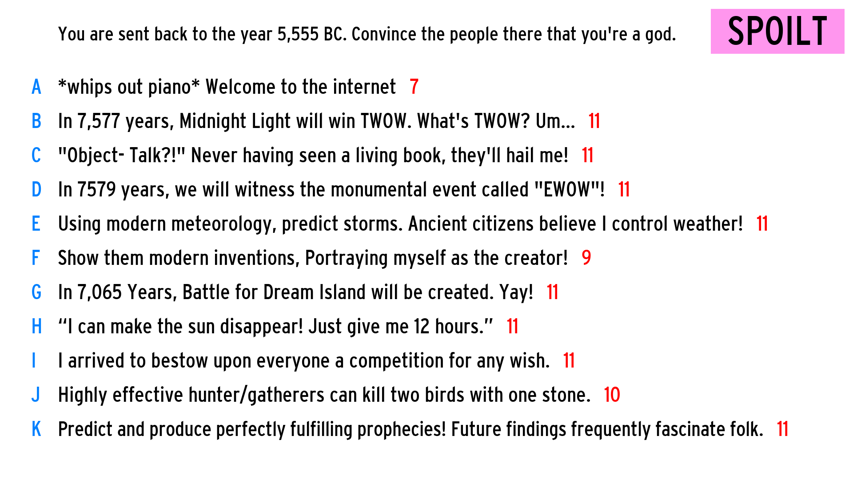 You are sent back to the year 5,555 BC. Convince the people there that you're a god.
SPOILT
A *whips out piano* Welcome to the internet 7
B In 7,577 years, Midnight Light will win TWOW. What's TWOW? Um... 11
C "Object- Talk?!" Never having seen a living book, they'll hail me! 11
D In 7579 years, we will witness the monumental event called "EWOW"! 11
E Using modern meteorology, predict storms. Ancient citizens believe I control weather! 11
F Show them modern inventions, Portraying myself as the creator! 9
G In 7,065 Years, Battle for Dream Island will be created. Yay! 11
H “I can make the sun disappear! Just give me 12 hours.” 11
I I arrived to bestow upon everyone a competition for any wish. 11
J Highly effective hunter/gatherers can kill two birds with one stone. 10
K Predict and produce perfectly fulfilling prophecies! Future findings frequently fascinate folk. 11